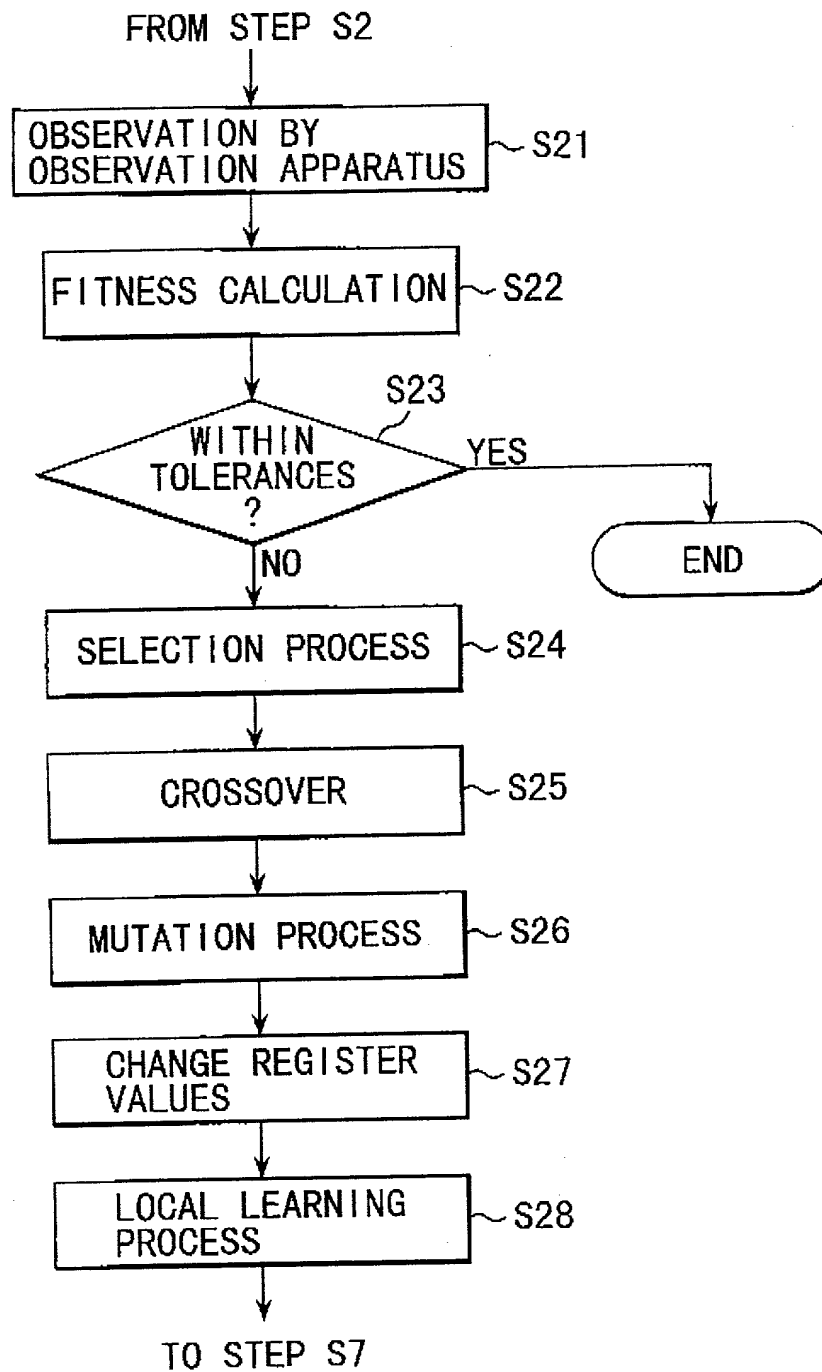 FROM STEP S2
OBSERVATION BY
OBSERVATION APPARATUS
S21
FITNESS CALCULATION
S22
S23
WITHIN
TOLERANCES
?
YES
END
NO
SELECTION PROCESS
S24
CROSSOVER
S25
MUTATION PROCESS
S26
CHANGE REGISTER
VALUES
S27
LOCAL LEARNING
PROCESS
S28
TO STEP S7